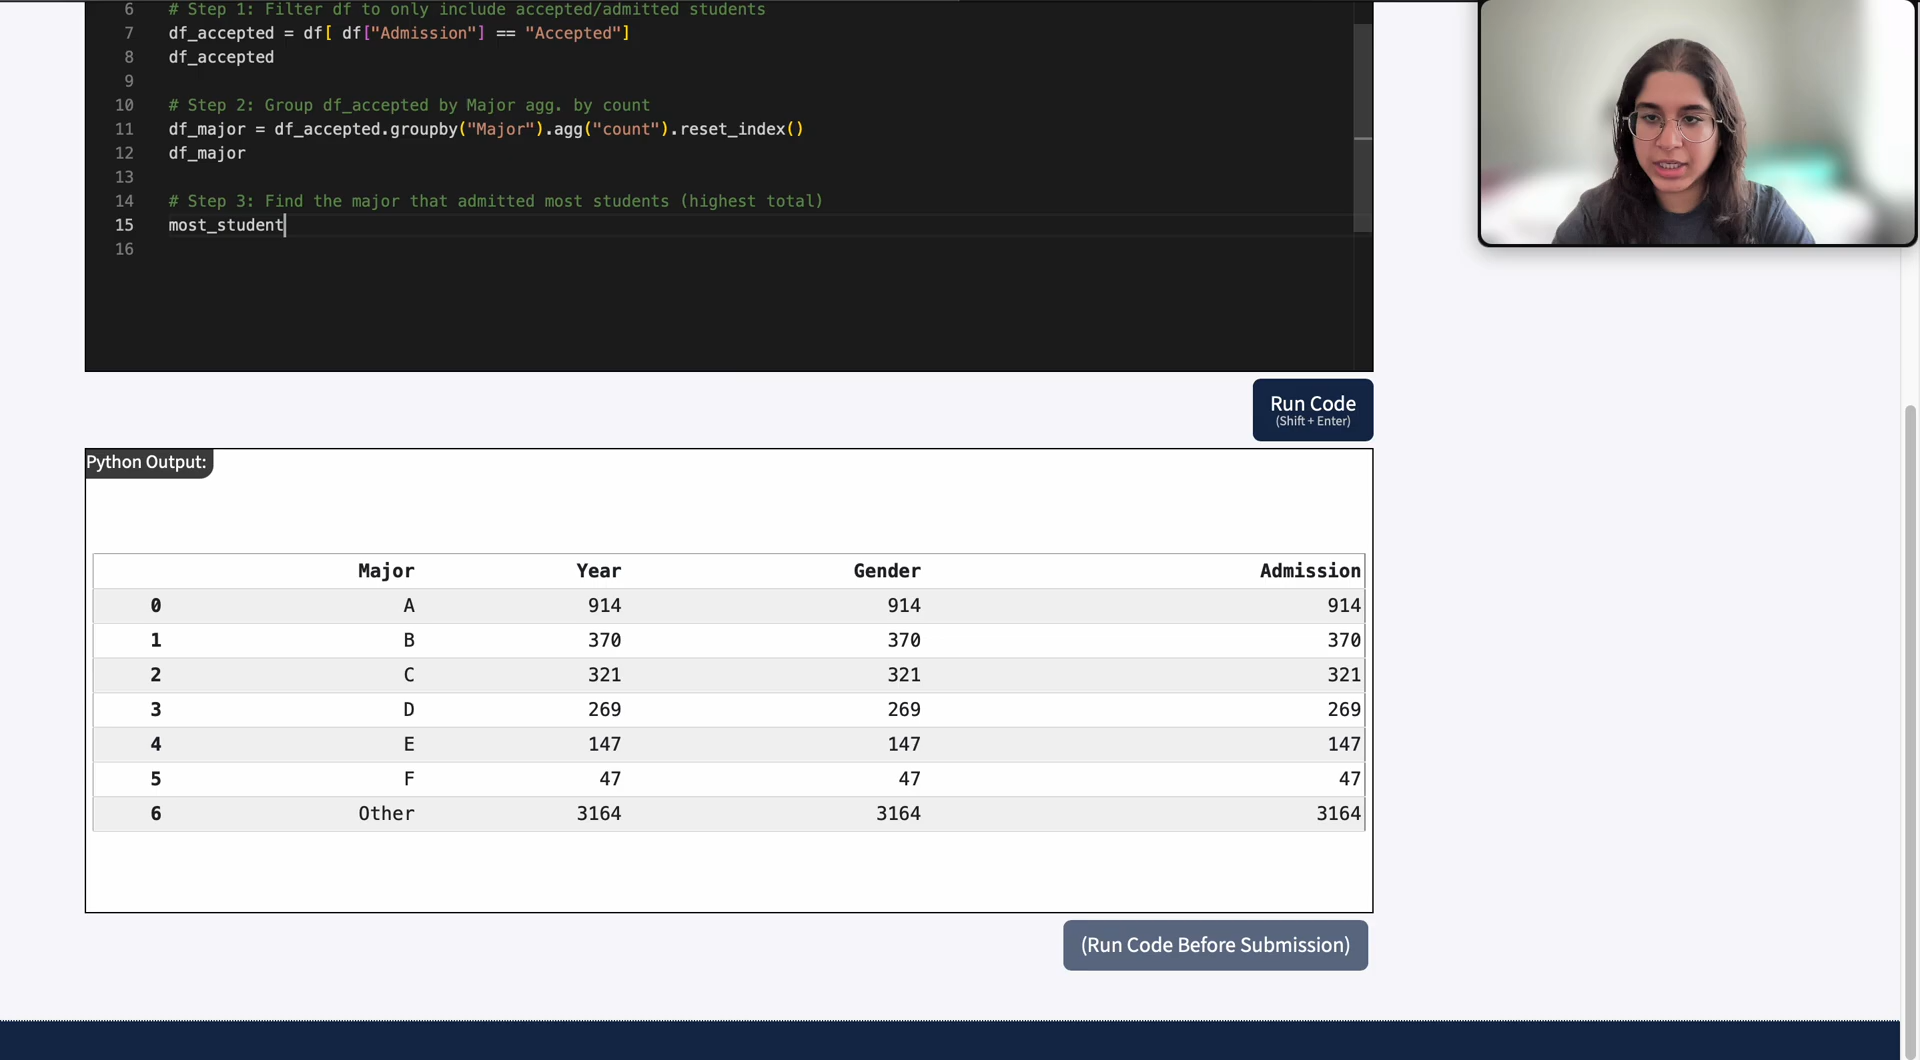 6 # Step 1: Filter df to only include accepted/admitted students
7 df_accepted = df[ df["Admission"] == "Accepted"]
8 df_accepted
9
10 # Step 2: Group df_accepted by Major agg. by count
11 df_major = df_accepted.groupby("Major").agg("count").reset_index()
12 df_major
13
14 # Step 3: Find the major that admitted most students (highest total)
15 most_student
16
Run Code
(Shift + Enter)
Python Output:
Major Year Gender Admission
0 A 914 914 914
1 B 370 370 370
2 C 321 321 321
3 D 269 269 269
4 E 147 147 147
5 F 47 47 47
6 Other 3164 3164 3164
(Run Code Before Submission)